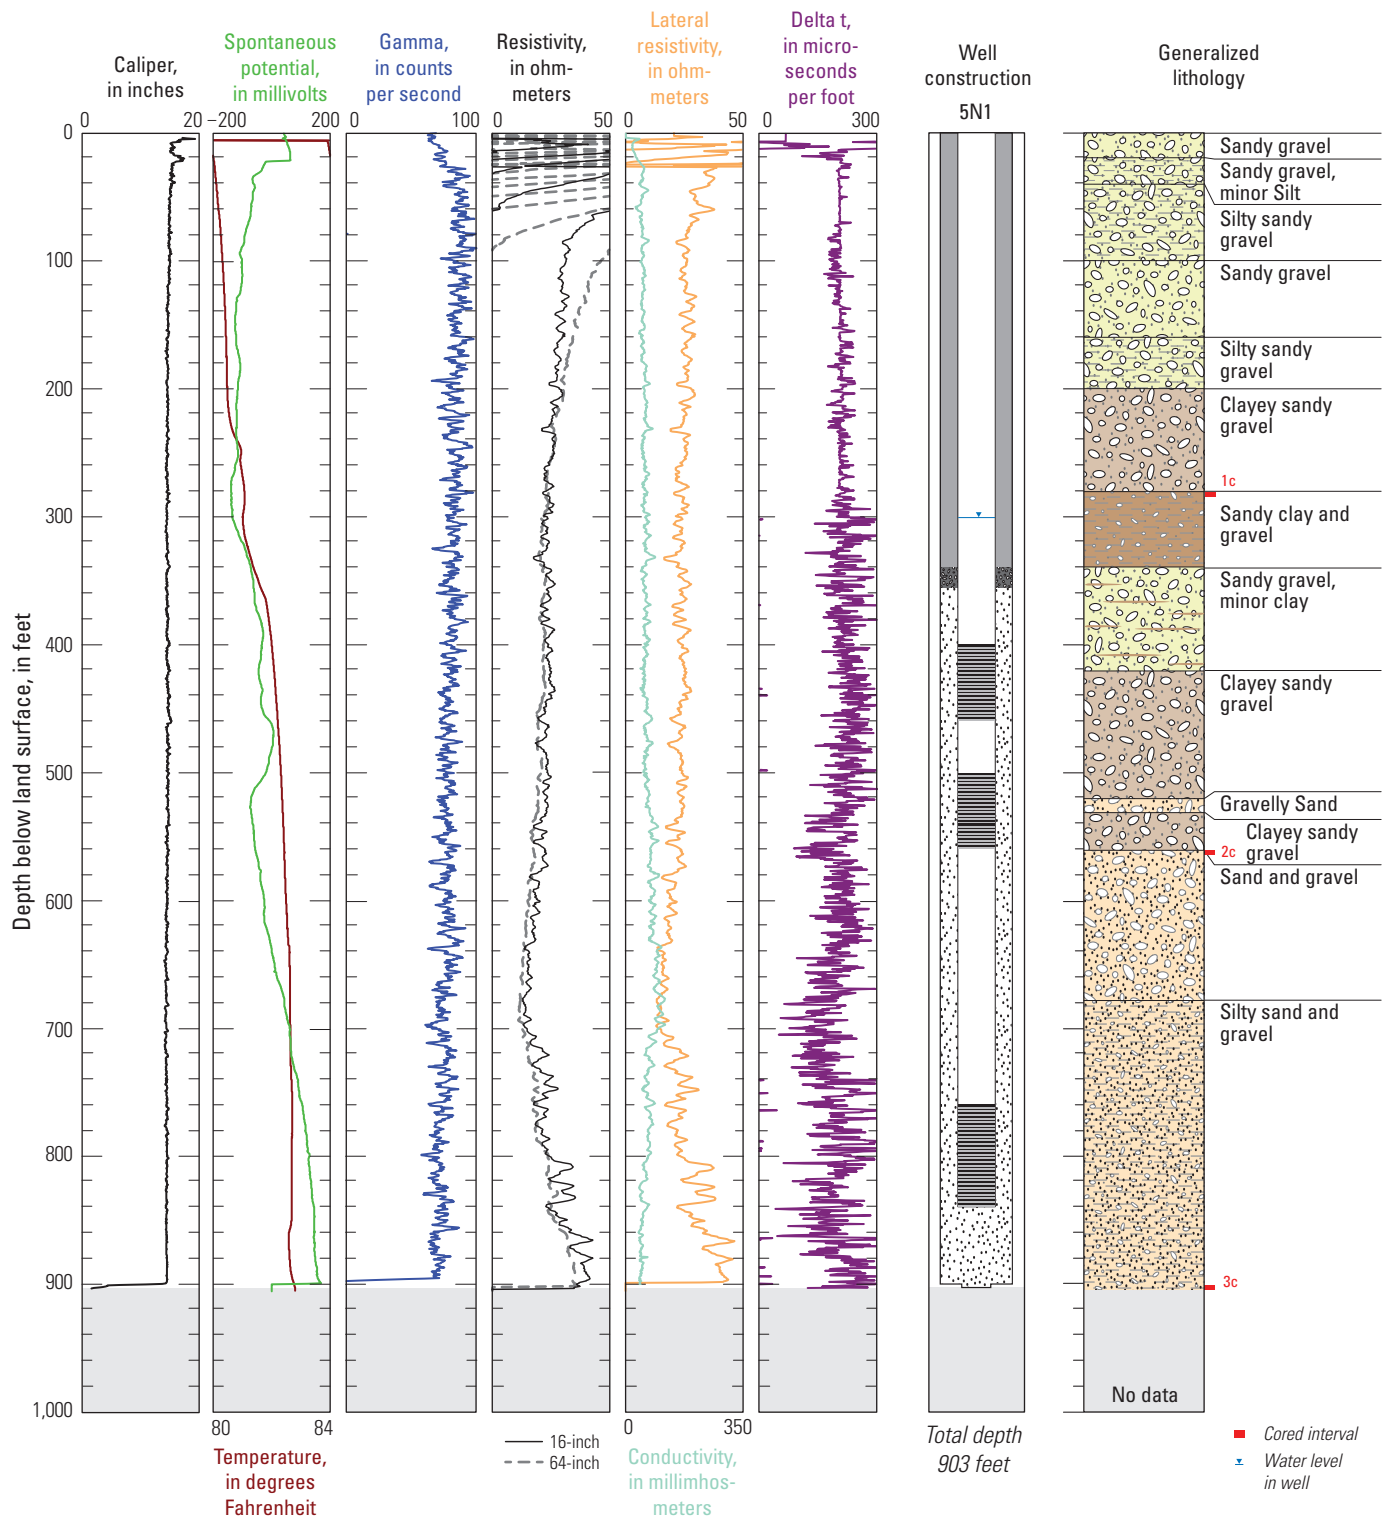 Caliper,
in inches
Spontaneous
potential,
in millivolts
Gamma,
in counts
per second
Resistivity,
in ohm-
meters
Lateral
resistivity,
in ohm-
meters
Delta t,
in micro-
seconds
per foot
Well
construction
5N1
Generalized
lithology
0 20 −200 200 0 100 0 50 0 50 0 300
Depth below land surface, in feet
0
100
200
300
400
500
600
700
800
900
1,000
Sandy gravel
Sandy gravel,
minor Silt
Silty sandy
gravel
Sandy gravel
Silty sandy
gravel
Clayey sandy
gravel
1c
Sandy clay and
gravel
Sandy gravel,
minor clay
Clayey sandy
gravel
Gravelly Sand
Clayey sandy
gravel
2c
Sand and gravel
Silty sand and
gravel
3c
No data
80 84
0 350
Temperature,
in degrees
Fahrenheit
16-inch
64-inch
Conductivity,
in millimhos-
meters
Total depth
903 feet
Cored interval
Water level
in well